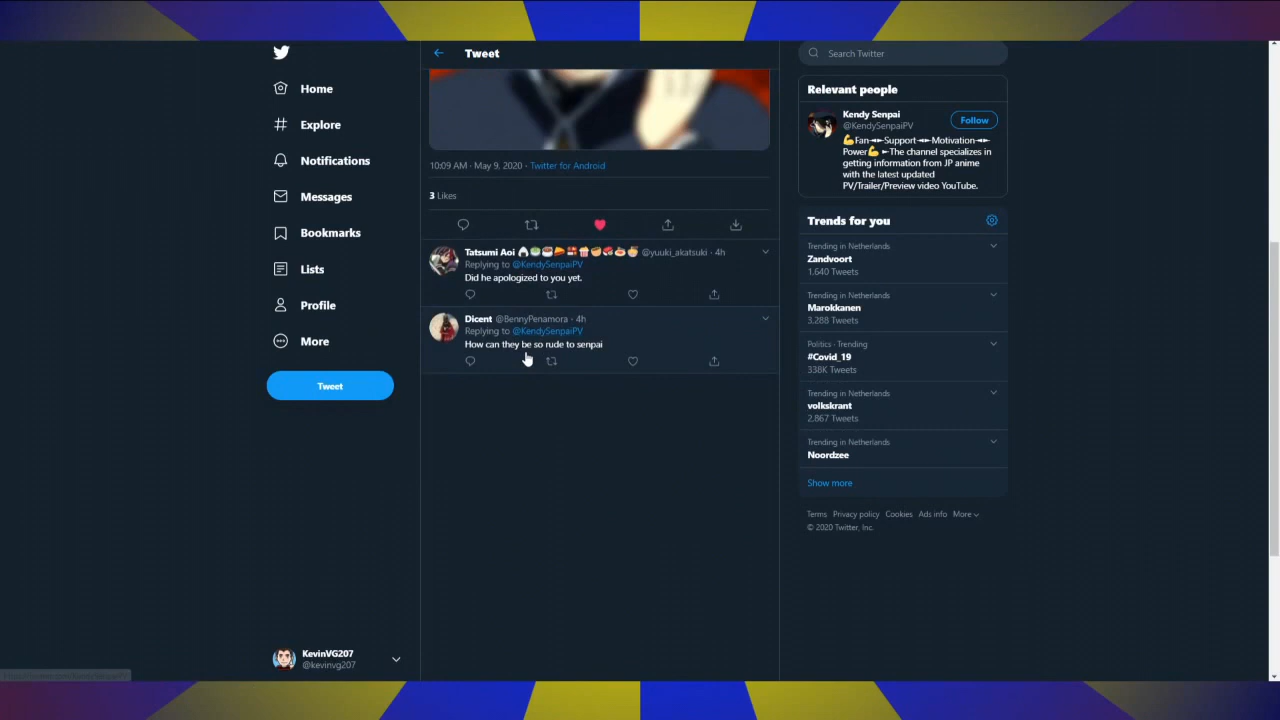 Home
Explore
Notifications
Messages
Bookmarks
Lists
Profile
More
Tweet
KevinVG207
@kevinvg207
Tweet
10:09 AM · May 9, 2020 · Twitter for Android
3 Likes
Tatsumi Aoi @yuuki_akatsuki · 4h
Replying to @KendySenpaiPV
Did he apologized to you yet.
Dicent @BennyPenamora · 4h
Replying to @KendySenpaiPV
How can they be so rude to senpai
Search Twitter
Relevant people
Kendy Senpai
@KendySenpaiPV
Follow
💪Fan◄►Support◄►Motivation◄►
Power💪 ►The channel specializes in
getting information from JP anime
with the latest updated
PV/Trailer/Preview video YouTube.
Trends for you
Trending in Netherlands
Zandvoort
1.640 Tweets
Trending in Netherlands
Marokkanen
3.288 Tweets
Politics · Trending
#Covid_19
338K Tweets
Trending in Netherlands
volkskrant
2.867 Tweets
Trending in Netherlands
Noordzee
Show more
Terms Privacy policy Cookies Ads info More
© 2020 Twitter, Inc.